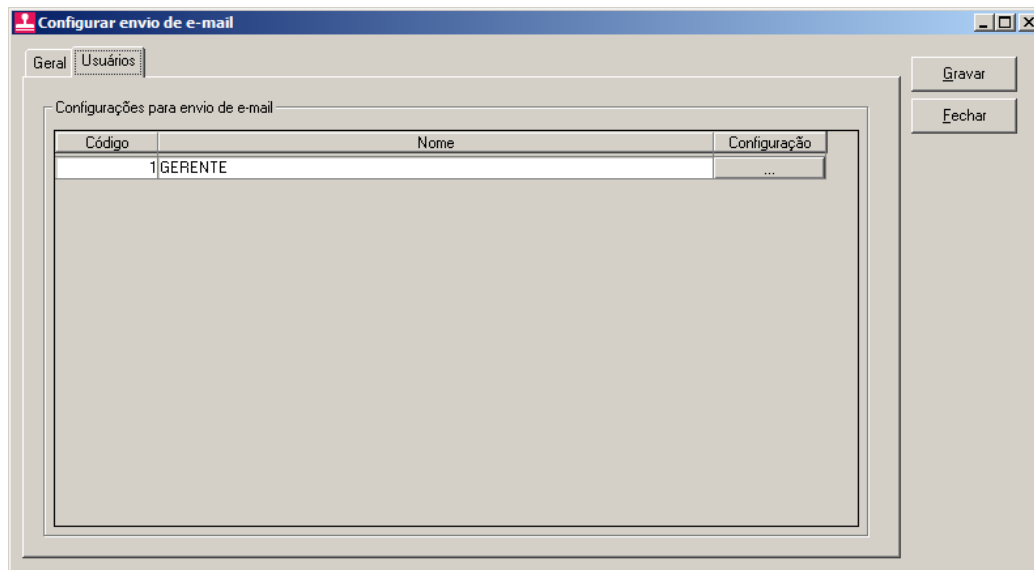 Configurar envio de e-mail
Geral Usuários
Gravar
Fechar
Configurações para envio de e-mail
Código Nome Configuração
1 GERENTE ...